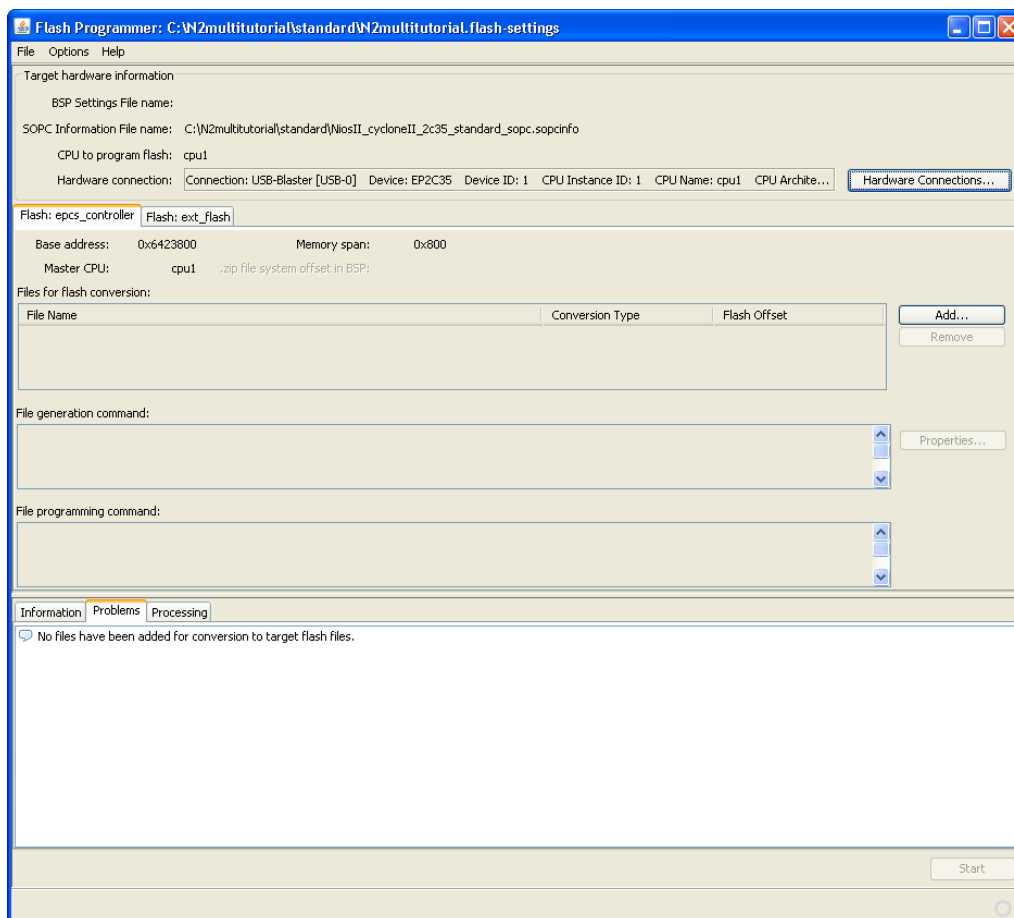 Flash Programmer: C:\N2multitutorial\standard\N2multitutorial.flash-settings
File Options Help
Target hardware information
BSP Settings File name:
SOPC Information File name: C:\N2multitutorial\standard\NiosII_cycloneII_2c35_standard_sopc.sopcinfo
CPU to program flash: cpu1
Hardware connection: Connection: USB-Blaster [USB-0] Device: EP2C35 Device ID: 1 CPU Instance ID: 1 CPU Name: cpu1 CPU Archite... Hardware Connections...
Flash: epcs_controller Flash: ext_flash
Base address: 0x6423800 Memory span: 0x800
Master CPU: cpu1 .zip file system offset in BSP:
Files for flash conversion:
File Name Conversion Type Flash Offset Add...
Remove
File generation command:
Properties...
File programming command:
Information Problems Processing
No files have been added for conversion to target flash files.
Start